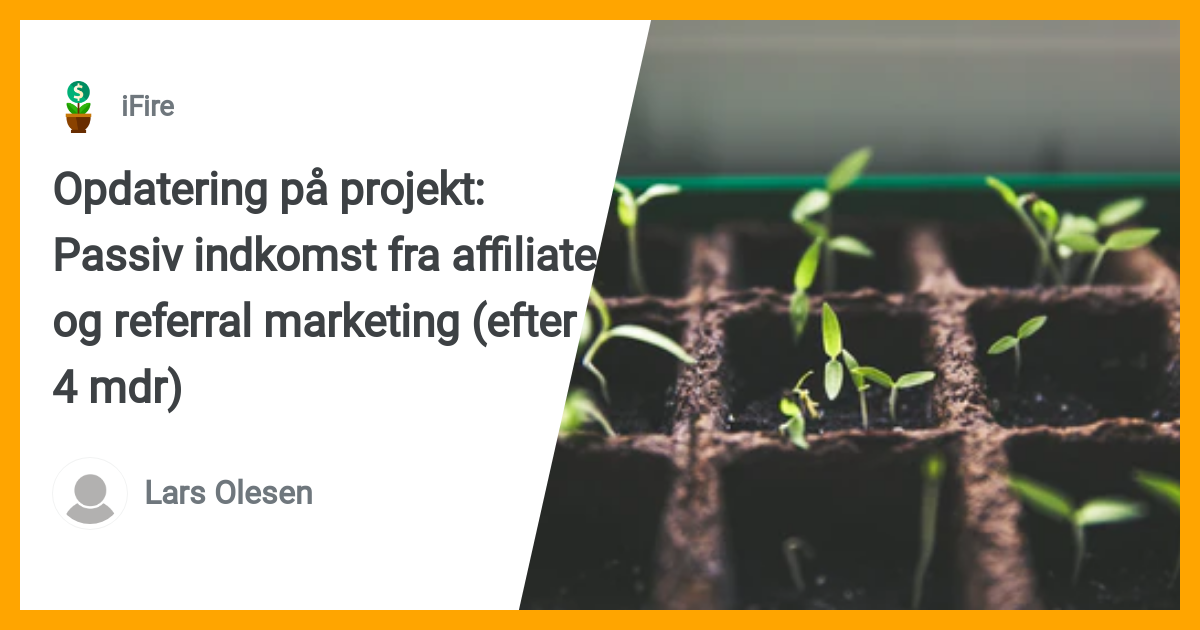 $
iFire
Opdatering på projekt:
Passiv indkomst fra affiliate
og referral marketing (efter
4 mdr)
Lars Olesen